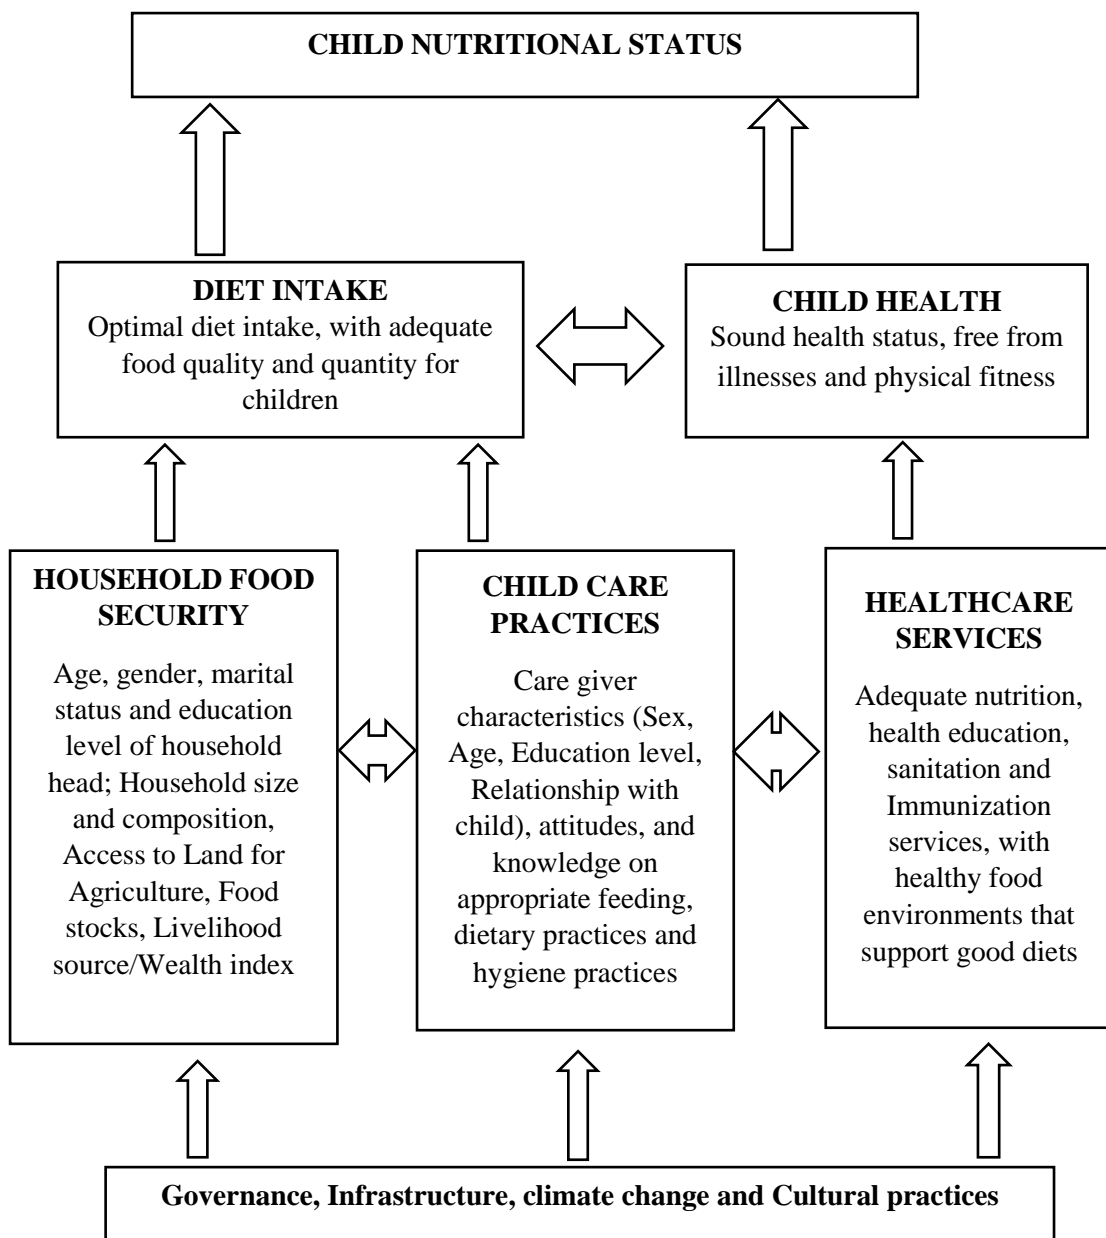 CHILD NUTRITIONAL STATUS
DIET INTAKE
Optimal diet intake, with adequate
food quality and quantity for
children
CHILD HEALTH
Sound health status, free from
illnesses and physical fitness
HOUSEHOLD FOOD
SECURITY
Age, gender, marital
status and education
level of household
head; Household size
and composition,
Access to Land for
Agriculture, Food
stocks, Livelihood
source/Wealth index
CHILD CARE
PRACTICES
Care giver
characteristics (Sex,
Age, Education level,
Relationship with
child), attitudes, and
knowledge on
appropriate feeding,
dietary practices and
hygiene practices
HEALTHCARE
SERVICES
Adequate nutrition,
health education,
sanitation and
Immunization
services, with
healthy food
environments that
support good diets
Governance, Infrastructure, climate change and Cultural practices